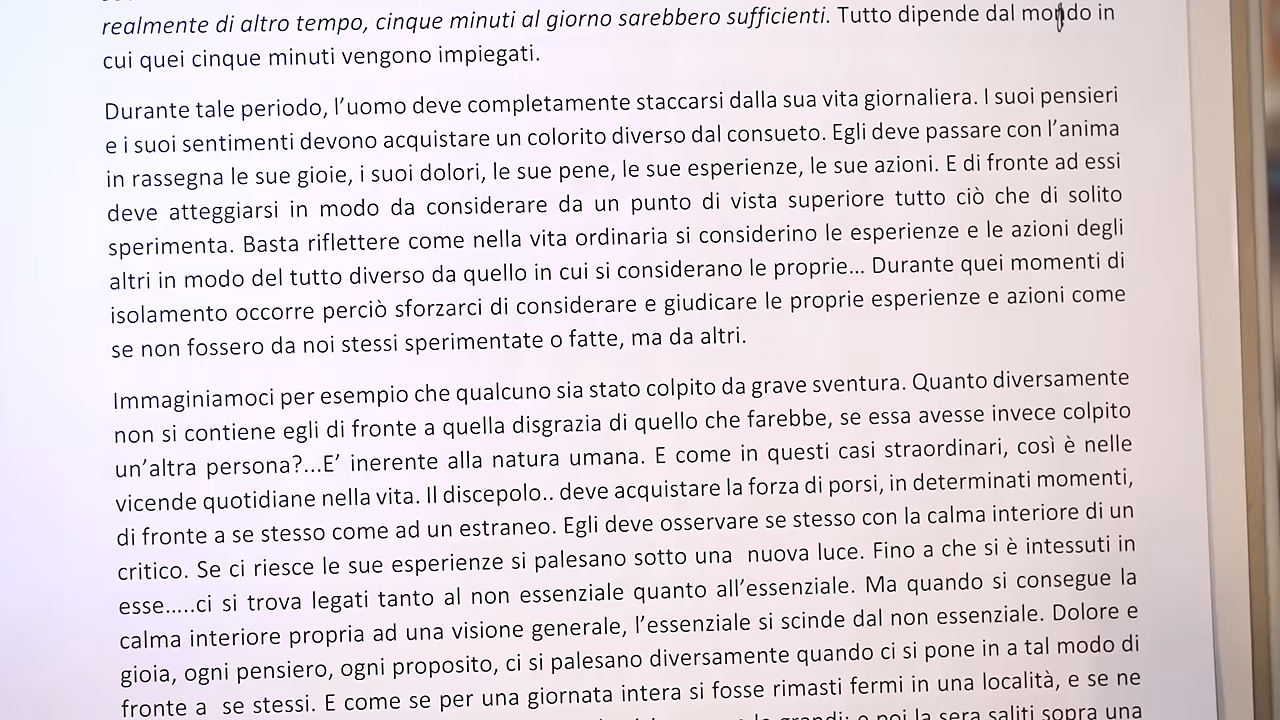 realmente di altro tempo, cinque minuti al giorno sarebbero sufficienti. Tutto dipende dal mondo in
cui quei cinque minuti vengono impiegati.
Durante tale periodo, l’uomo deve completamente staccarsi dalla sua vita giornaliera. I suoi pensieri
e i suoi sentimenti devono acquistare un colorito diverso dal consueto. Egli deve passare con l’anima
in rassegna le sue gioie, i suoi dolori, le sue pene, le sue esperienze, le sue azioni. E di fronte ad essi
deve atteggiarsi in modo da considerare da un punto di vista superiore tutto ciò che di solito
sperimenta. Basta riflettere come nella vita ordinaria si considerino le esperienze e le azioni degli
altri in modo del tutto diverso da quello in cui si considerano le proprie... Durante quei momenti di
isolamento occorre perciò sforzarci di considerare e giudicare le proprie esperienze e azioni come
se non fossero da noi stessi sperimentate o fatte, ma da altri.
Immaginiamoci per esempio che qualcuno sia stato colpito da grave sventura. Quanto diversamente
non si contiene egli di fronte a quella disgrazia di quello che farebbe, se essa avesse invece colpito
un’altra persona?...E’ inerente alla natura umana. E come in questi casi straordinari, così è nelle
vicende quotidiane nella vita. Il discepolo.. deve acquistare la forza di porsi, in determinati momenti,
di fronte a se stesso come ad un estraneo. Egli deve osservare se stesso con la calma interiore di un
critico. Se ci riesce le sue esperienze si palesano sotto una nuova luce. Fino a che si è intessuti in
esse.....ci si trova legati tanto al non essenziale quanto all’essenziale. Ma quando si consegue la
calma interiore propria ad una visione generale, l’essenziale si scinde dal non essenziale. Dolore e
gioia, ogni pensiero, ogni proposito, ci si palesano diversamente quando ci si pone in a tal modo di
fronte a se stessi. E come se per una giornata intera si fosse rimasti fermi in una località, e se ne
grandi; e poi la sera saliti sopra una